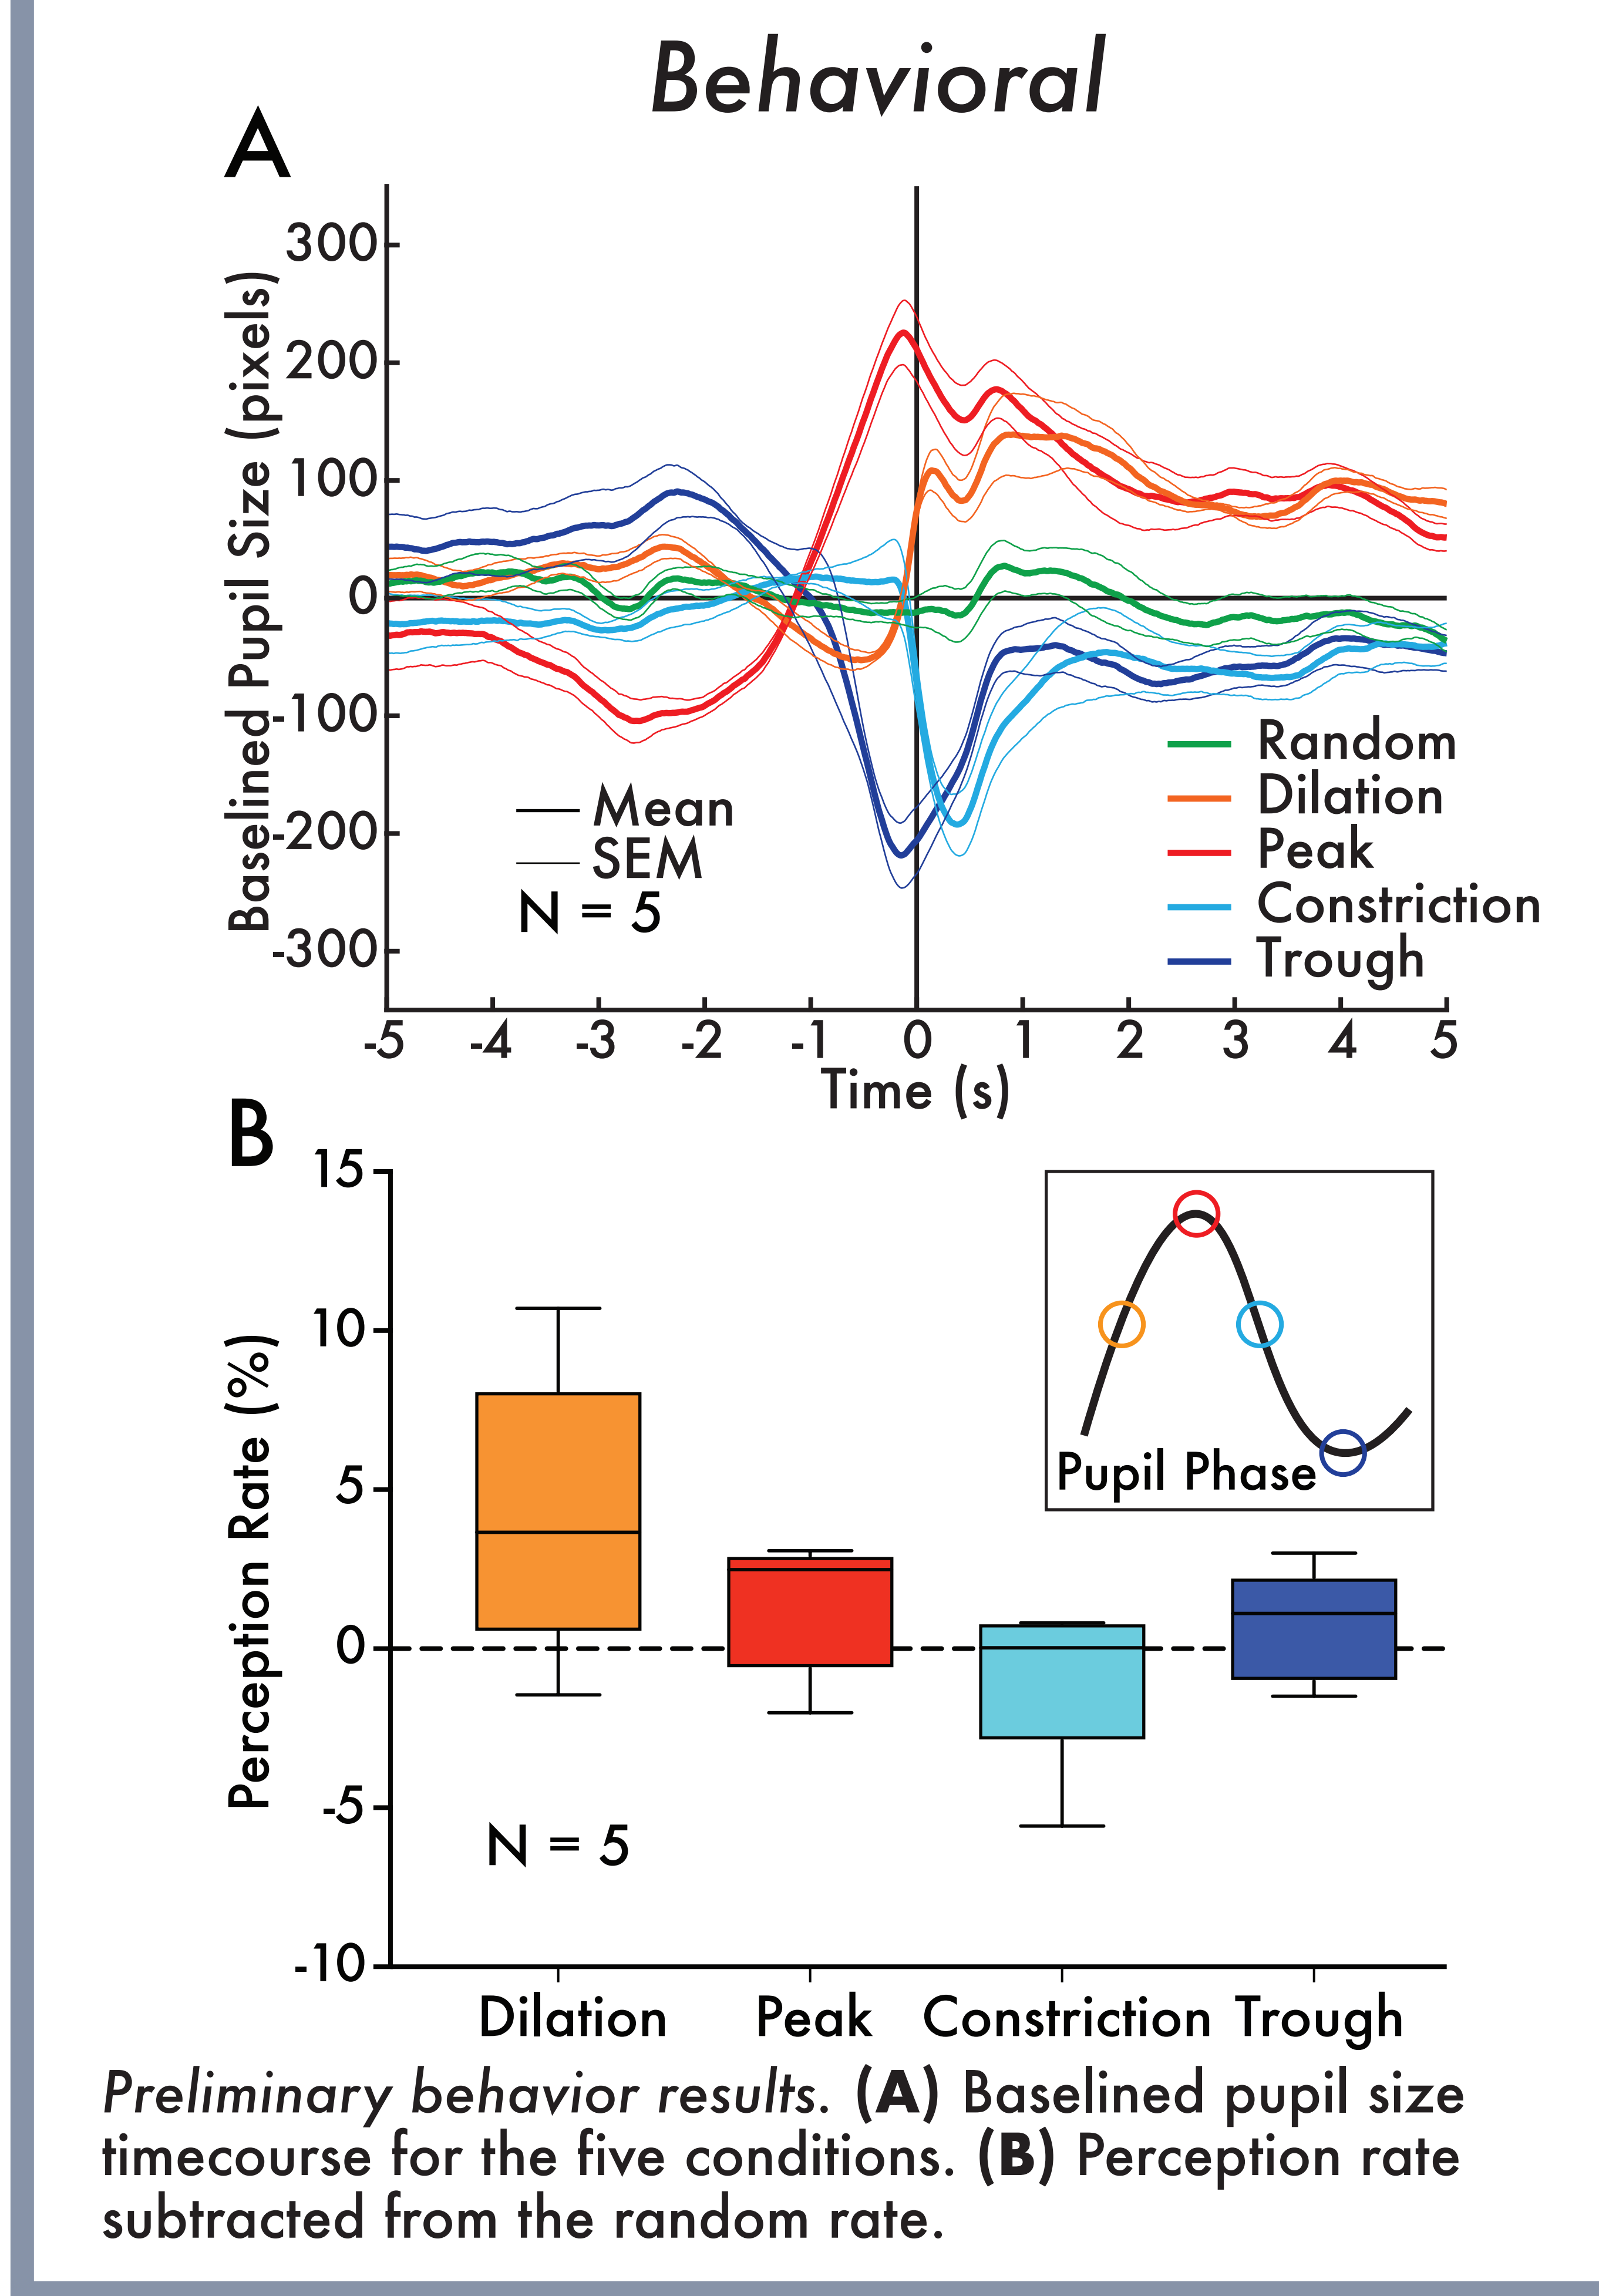 Behavioral
A
Baselined Pupil Size (pixels)
300
200
100
0
-100
-200
-300
Mean
SEM
N = 5
Random
Dilation
Peak
Constriction
Trough
-5 -4 -3 -2 -1 0 1 2 3 4 5
Time (s)
B
Perception Rate (%)
15
10
5
0
-5
-10
Pupil Phase
N = 5
Dilation Peak Constriction Trough
Preliminary behavior results. (A) Baselined pupil size
timecourse for the five conditions. (B) Perception rate
subtracted from the random rate.